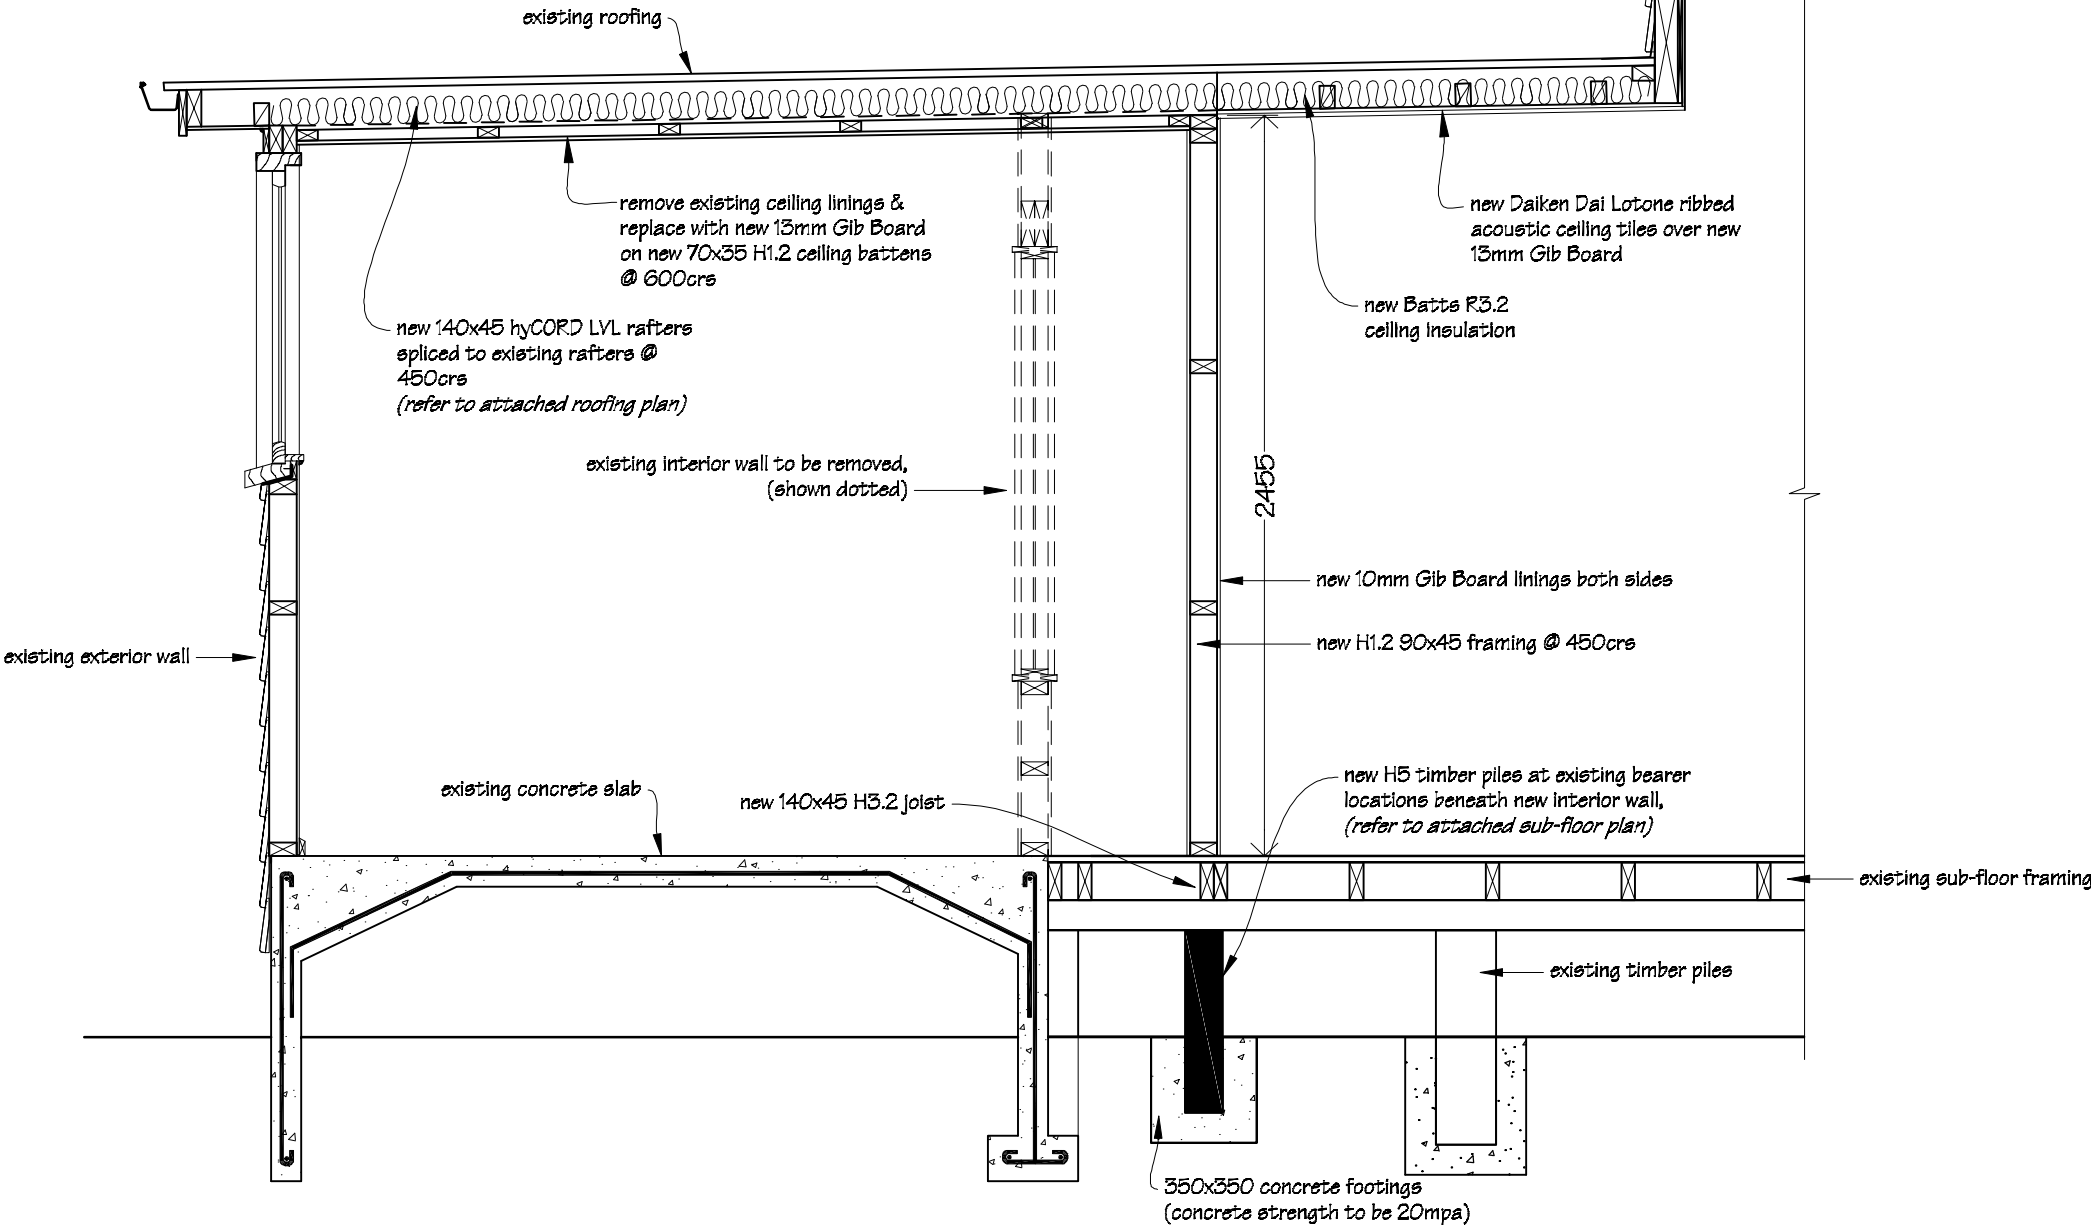 existing roofing
remove existing ceiling linings &
replace with new 13mm Gib Board
on new 70x35 H1.2 ceiling battens
@ 600crs
new Daiken Dai Lotone ribbed
acoustic ceiling tiles over new
13mm Gib Board
new Batts R3.2
ceiling insulation
new 140x45 hyCORD LVL rafters
spliced to existing rafters @
450crs
(refer to attached roofing plan)
existing interior wall to be removed,
(shown dotted)
2455
new 10mm Gib Board linings both sides
new H1.2 90x45 framing @ 450crs
existing exterior wall
existing concrete slab
new 140x45 H3.2 joist
new H5 timber piles at existing bearer
locations beneath new interior wall,
(refer to attached sub-floor plan)
existing sub-floor framing
existing timber piles
350x350 concrete footings
(concrete strength to be 20mpa)